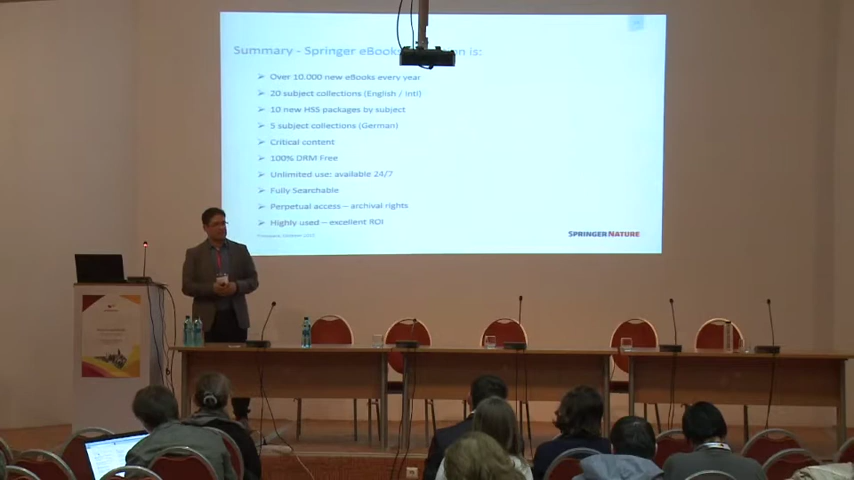 Summary - Springer eBook is:
➢ Over 10.000 new eBooks every year
➢ 20 subject collections (English / Intl)
➢ 10 new HSS packages by subject
➢ 5 subject collections (German)
➢ Critical content
➢ 100% DRM Free
➢ Unlimited use: available 24/7
➢ Fully Searchable
➢ Perpetual access – archival rights
➢ Highly used – excellent ROI
SPRINGER NATURE